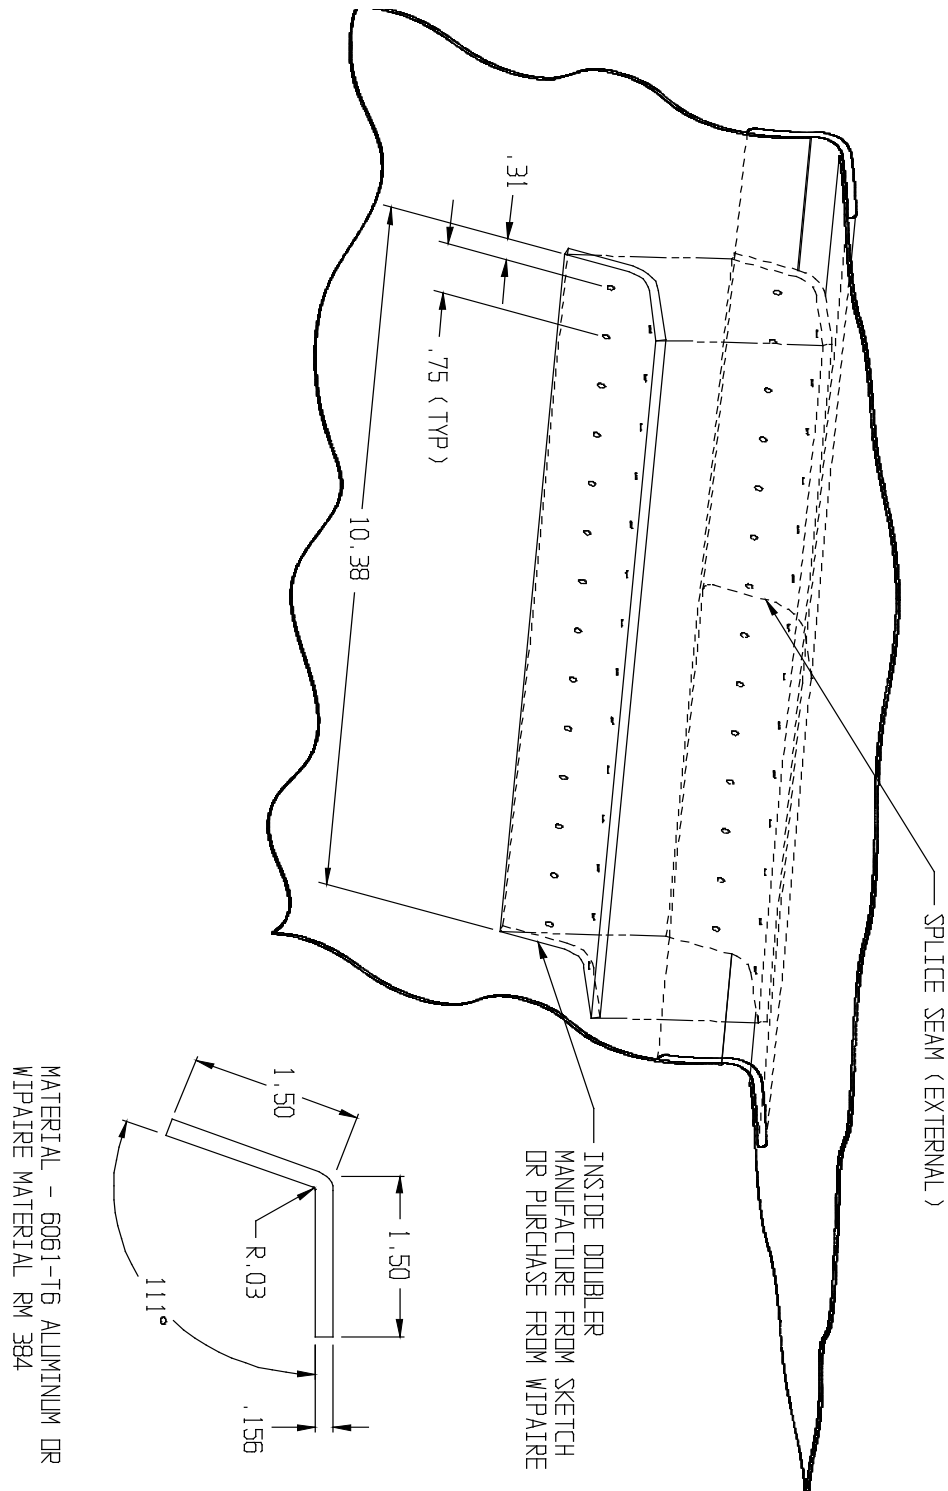 SPLICE SEAM (EXTERNAL)
.31
.75 (TYP)
10.38
INSIDE DOUBLER
MANUFACTURE FROM SKETCH
OR PURCHASE FROM WIPAIRE
1.50
1.50
R.03
111°
.156
MATERIAL - 6061-T6 ALUMINUM OR
WIPAIRE MATERIAL RM 384